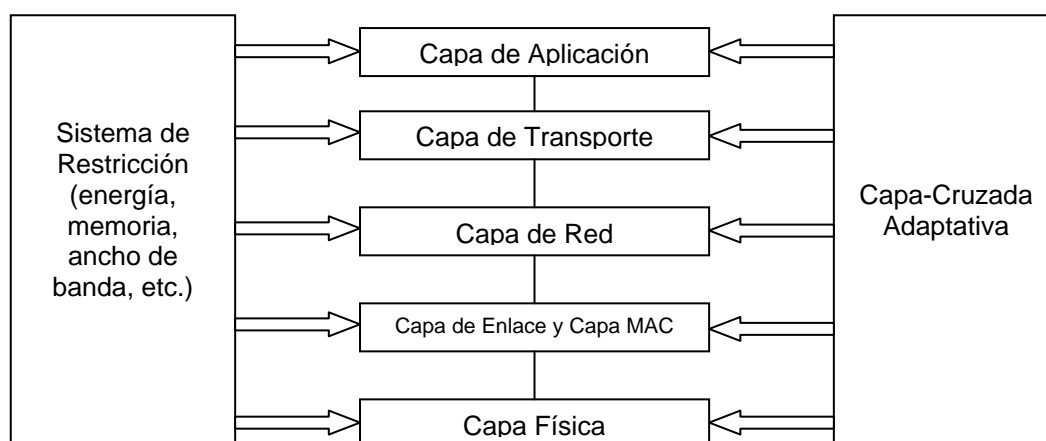 Sistema de
Restricción
(energía,
memoria,
ancho de
banda, etc.)
Capa de Aplicación
Capa de Transporte
Capa de Red
Capa de Enlace y Capa MAC
Capa Física
Capa-Cruzada
Adaptativa